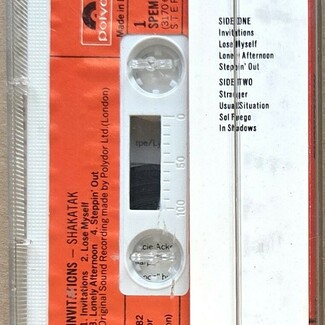 SIDE ONE
Invitations
Lose Myself
Lonely Afternoon
Steppin' Out
SIDE TWO
Stranger
Usual Situation
Sol Fuego
In Shadows
Polydor
Made in
1
SPEM
(3170
STE
0
50
100
INVITATIONS – SHAKATAK
1. Invitations 2. Lose Myself
3. Lonely Afternoon 4. Steppin' Out
Original Sound Recording made by Polydor Ltd (London)
82